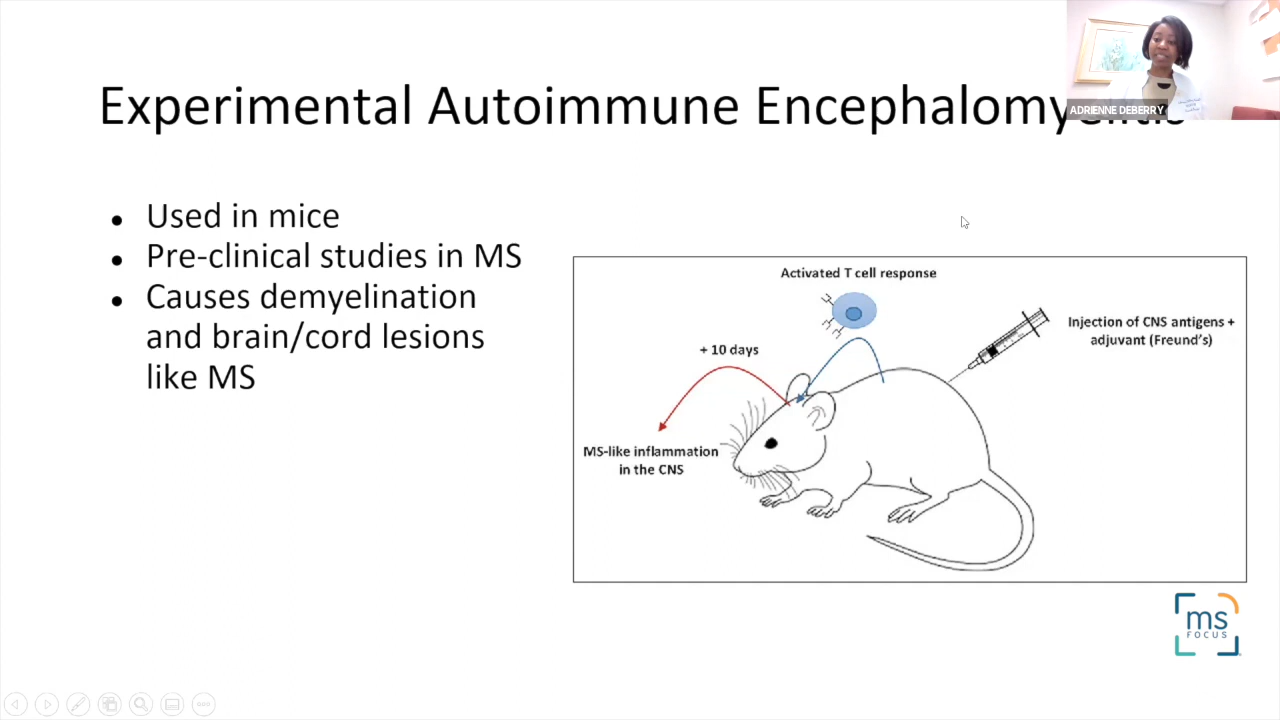 Experimental Autoimmune Encephalomyelitis
ADRIENNE DEBERRY
● Used in mice
● Pre-clinical studies in MS
● Causes demyelination
and brain/cord lesions
like MS
Activated T cell response
Injection of CNS antigens +
adjuvant (Freund's)
+ 10 days
MS-like inflammation
in the CNS
ms
FOCUS